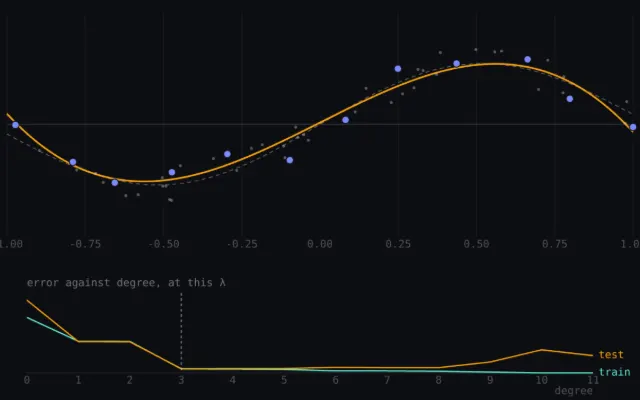 1.00 -0.75 -0.50 -0.25 0.00 0.25 0.50 0.75 1.0
error against degree, at this λ
test
train
0 1 2 3 4 5 6 7 8 9 10 11
degree